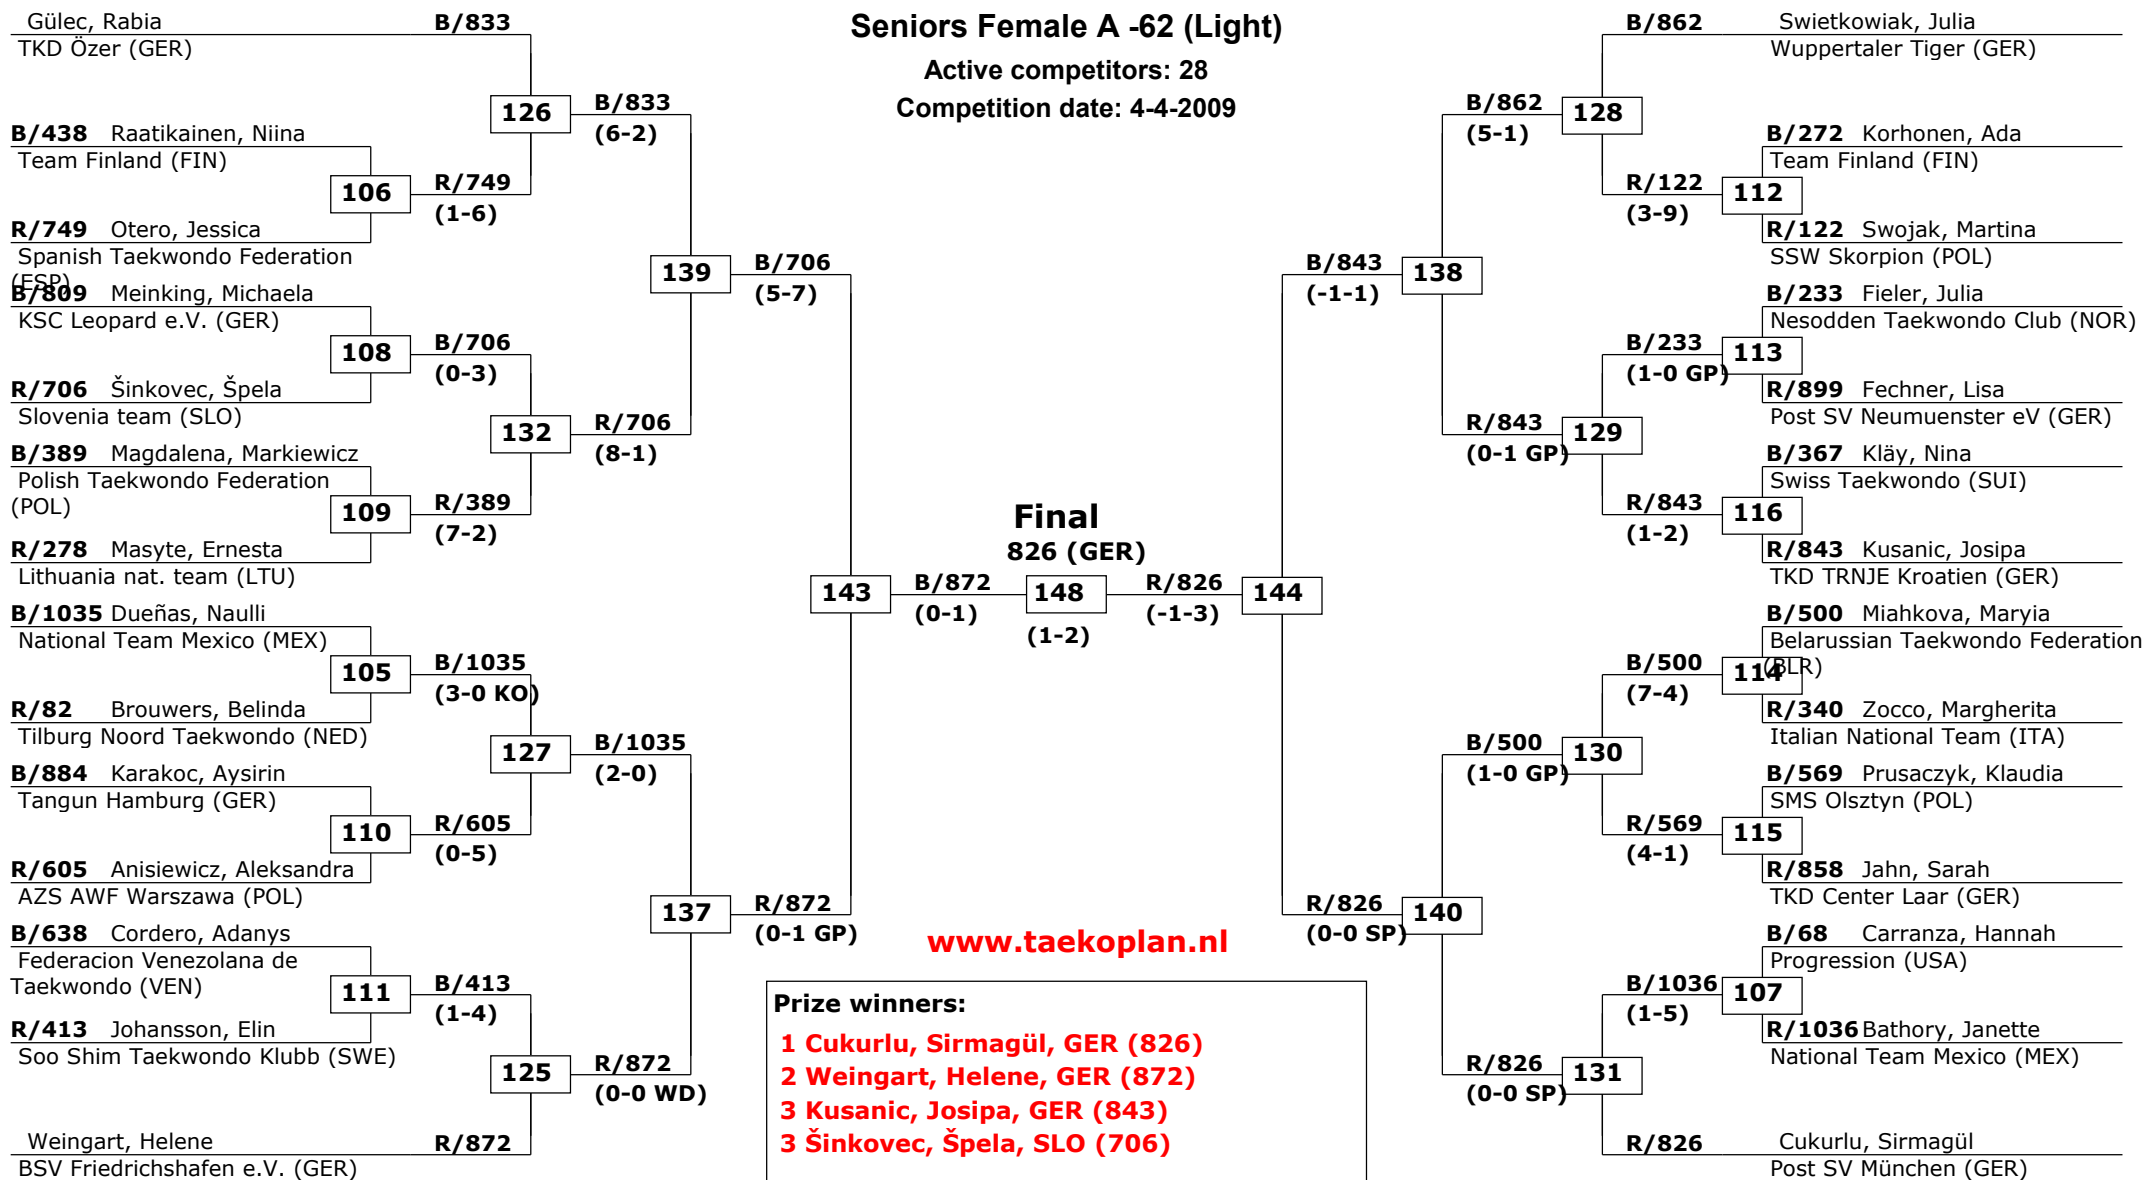 Seniors Female A -62 (Light)
Active competitors: 28
Competition date: 4-4-2009
Gülec, Rabia B/833
TKD Özer (GER)
B/438 Raatikainen, Niina
Team Finland (FIN)
R/749 Otero, Jessica
Spanish Taekwondo Federation
(ESP)
B/809 Meinking, Michaela
KSC Leopard e.V. (GER)
R/706 Šinkovec, Špela
Slovenia team (SLO)
B/389 Magdalena, Markiewicz
Polish Taekwondo Federation
(POL)
R/278 Masyte, Ernesta
Lithuania nat. team (LTU)
B/1035 Dueñas, Naulli
National Team Mexico (MEX)
R/82 Brouwers, Belinda
Tilburg Noord Taekwondo (NED)
B/884 Karakoc, Aysirin
Tangun Hamburg (GER)
R/605 Anisiewicz, Aleksandra
AZS AWF Warszawa (POL)
B/638 Cordero, Adanys
Federacion Venezolana de
Taekwondo (VEN)
R/413 Johansson, Elin
Soo Shim Taekwondo Klubb (SWE)
Weingart, Helene R/872
BSV Friedrichshafen e.V. (GER)
106
R/749
(1-6)
108
B/706
(0-3)
109
R/389
(7-2)
105
B/1035
(3-0 KO)
110
R/605
(0-5)
111
B/413
(1-4)
126
B/833
(6-2)
132
R/706
(8-1)
127
B/1035
(2-0)
125
R/872
(0-0 WD)
139
B/706
(5-7)
137
R/872
(0-1 GP)
143
B/872
(0-1)
Final
826 (GER)
148
(1-2)
R/826
(-1-3)
144
B/843
(-1-1)
138
R/826
(0-0 SP)
140
B/862
(5-1)
128
R/843
(0-1 GP)
129
B/500
(1-0 GP)
130
R/826
(0-0 SP)
131
R/122
(3-9)
112
B/233
(1-0 GP)
113
R/843
(1-2)
116
B/500
(7-4)
114
R/569
(4-1)
115
B/1036
(1-5)
107
B/862 Swietkowiak, Julia
Wuppertaler Tiger (GER)
B/272 Korhonen, Ada
Team Finland (FIN)
R/122 Swojak, Martina
SSW Skorpion (POL)
B/233 Fieler, Julia
Nesodden Taekwondo Club (NOR)
R/899 Fechner, Lisa
Post SV Neumuenster eV (GER)
B/367 Kläy, Nina
Swiss Taekwondo (SUI)
R/843 Kusanic, Josipa
TKD TRNJE Kroatien (GER)
B/500 Miahkova, Maryia
Belarussian Taekwondo Federation
(BLR)
R/340 Zocco, Margherita
Italian National Team (ITA)
B/569 Prusaczyk, Klaudia
SMS Olsztyn (POL)
R/858 Jahn, Sarah
TKD Center Laar (GER)
B/68 Carranza, Hannah
Progression (USA)
R/1036 Bathory, Janette
National Team Mexico (MEX)
R/826 Cukurlu, Sirmagül
Post SV München (GER)
www.taekoplan.nl
Prize winners:
1 Cukurlu, Sirmagül, GER (826)
2 Weingart, Helene, GER (872)
3 Kusanic, Josipa, GER (843)
3 Šinkovec, Špela, SLO (706)